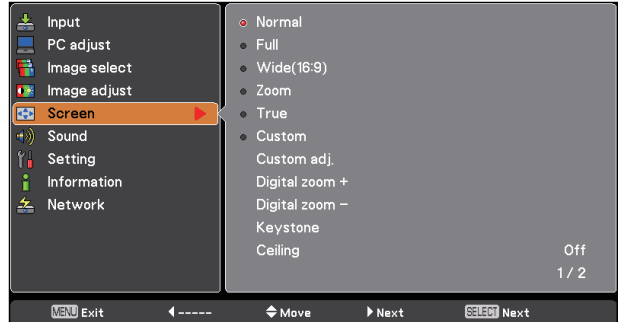 Input
PC adjust
Image select
Image adjust
Screen
Sound
Setting
Information
Network
Normal
Full
Wide(16:9)
Zoom
True
Custom
Custom adj.
Digital zoom +
Digital zoom –
Keystone
Ceiling Off
1 / 2
MENU Exit ----- Move Next SELECT Next